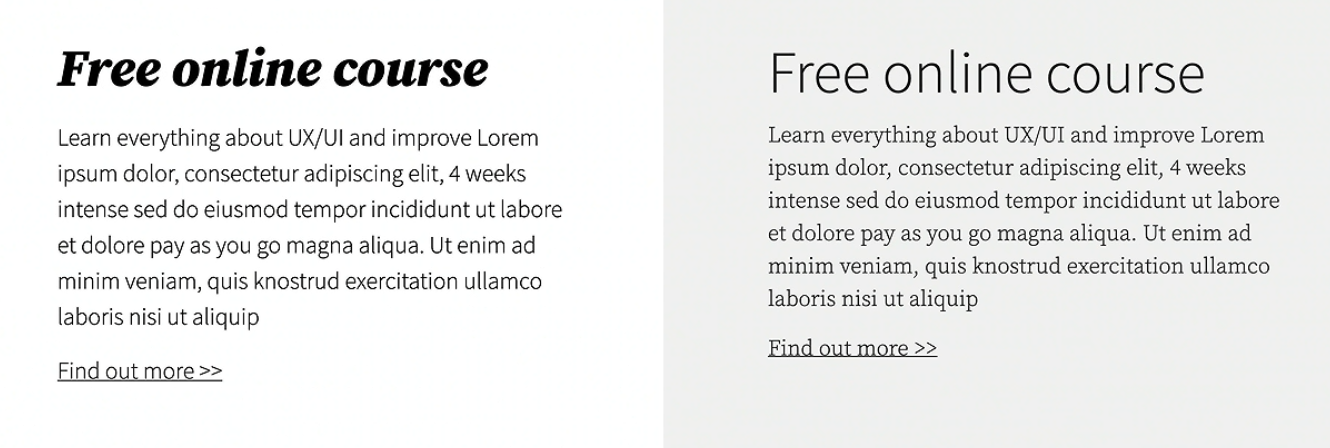 Free online course
Learn everything about UX/UI and improve Lorem
ipsum dolor, consectetur adipiscing elit, 4 weeks
intense sed do eiusmod tempor incididunt ut labore
et dolore pay as you go magna aliqua. Ut enim ad
minim veniam, quis knostrud exercitation ullamco
laboris nisi ut aliquip
Find out more >>
Free online course
Learn everything about UX/UI and improve Lorem
ipsum dolor, consectetur adipiscing elit, 4 weeks
intense sed do eiusmod tempor incididunt ut labore
et dolore pay as you go magna aliqua. Ut enim ad
minim veniam, quis knostrud exercitation ullamco
laboris nisi ut aliquip
Find out more >>